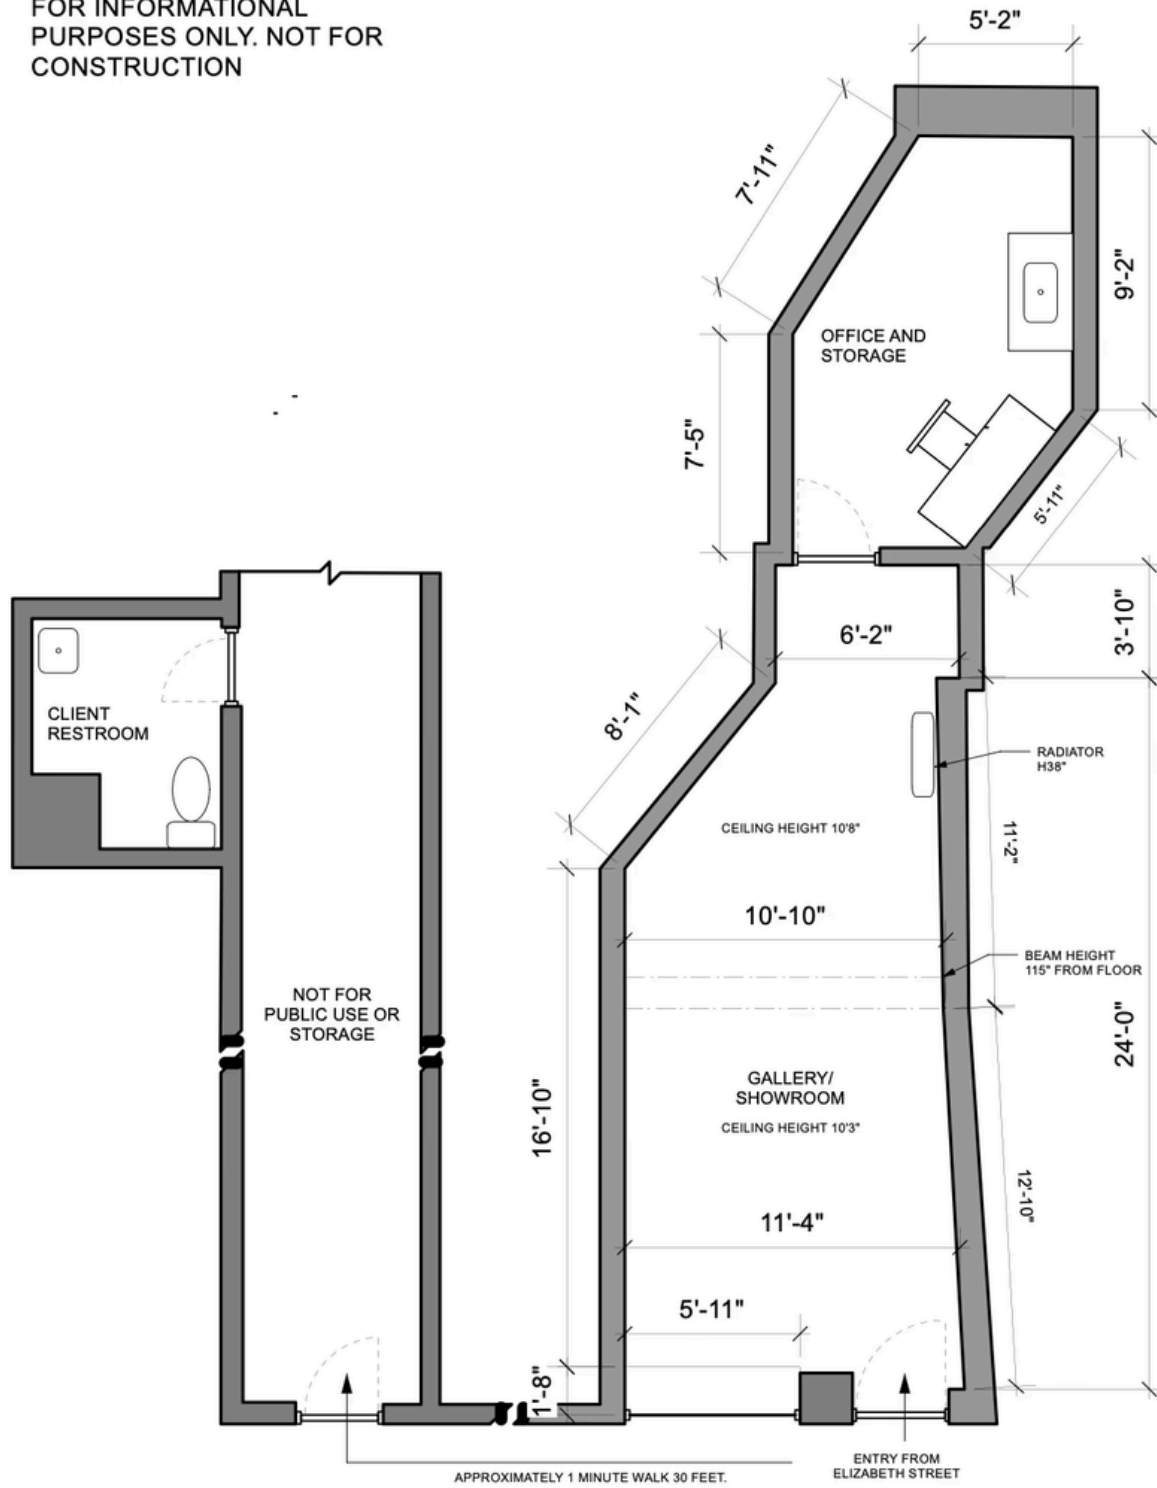 FOR INFORMATIONAL
PURPOSES ONLY. NOT FOR
CONSTRUCTION
5'-2"
7'-11"
9'-2"
OFFICE AND
STORAGE
7'-5"
5'-11"
3'-10"
6'-2"
8'-1"
CLIENT
RESTROOM
RADIATOR
H38"
CEILING HEIGHT 10'8"
11'-2"
10'-10"
BEAM HEIGHT
115" FROM FLOOR
NOT FOR
PUBLIC USE OR
STORAGE
24'-0"
GALLERY/
SHOWROOM
CEILING HEIGHT 10'3"
16'-10"
12'-10"
11'-4"
5'-11"
1'-8"
ENTRY FROM
ELIZABETH STREET
APPROXIMATELY 1 MINUTE WALK 30 FEET.